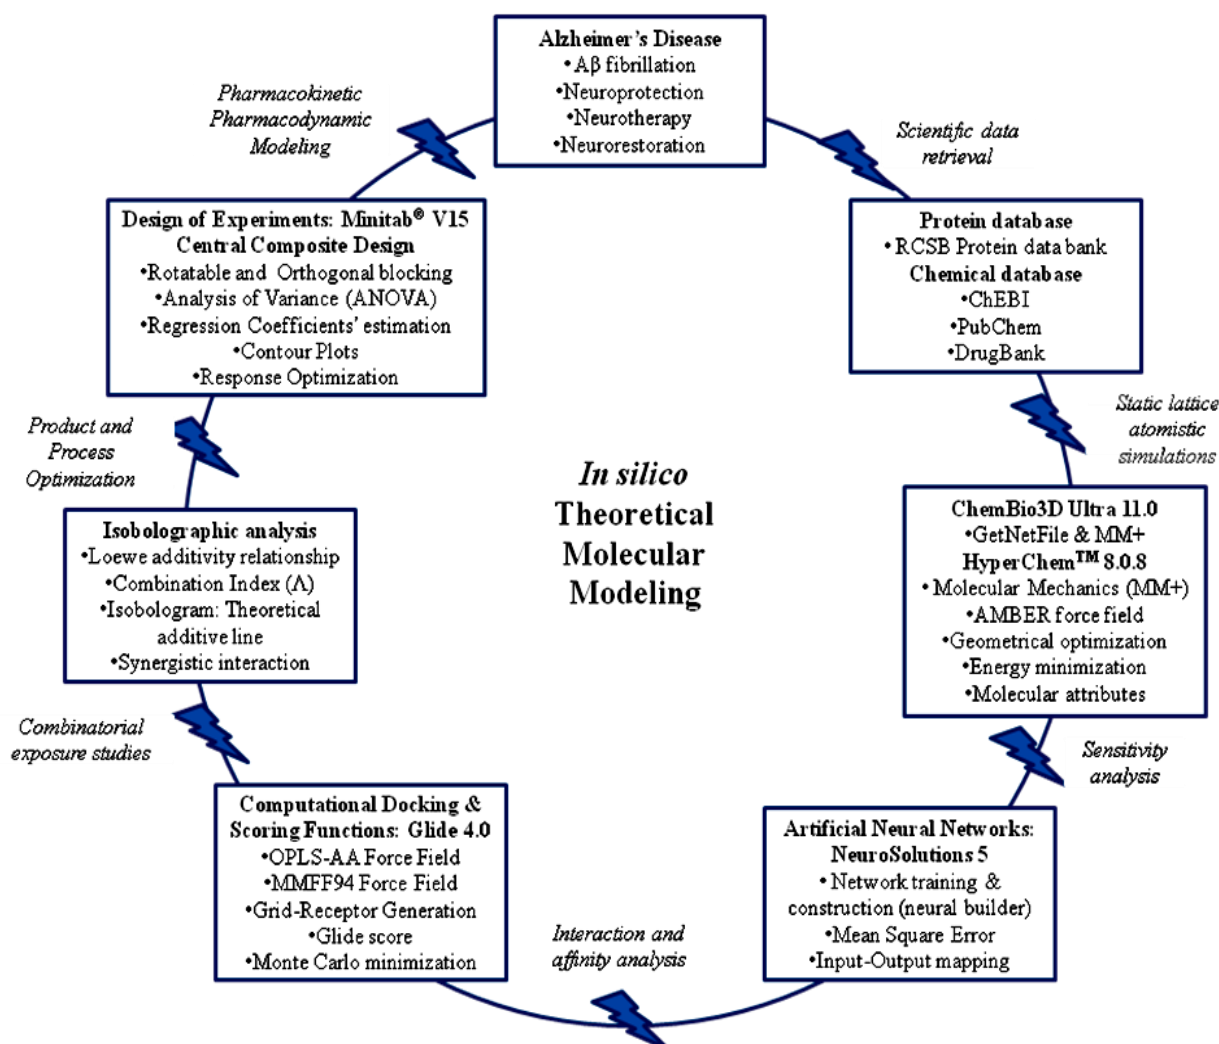 Alzheimer's Disease
•Aβ fibrillation
•Neuroprotection
•Neurotherapy
•Neurorestoration
Scientific data
retrieval
Protein database
•RCSB Protein data bank
Chemical database
•ChEBI
•PubChem
•DrugBank
Static lattice
atomistic
simulations
ChemBio3D Ultra 11.0
•GetNetFile & MM+
HyperChem™ 8.0.8
•Molecular Mechanics (MM+)
•AMBER force field
•Geometrical optimization
•Energy minimization
•Molecular attributes
Sensitivity
analysis
Artificial Neural Networks:
NeuroSolutions 5
•Network training &
construction (neural builder)
•Mean Square Error
•Input-Output mapping
Interaction and
affinity analysis
Computational Docking &
Scoring Functions: Glide 4.0
•OPLS-AA Force Field
•MMFF94 Force Field
•Grid-Receptor Generation
•Glide score
•Monte Carlo minimization
Combinatorial
exposure studies
Isobolographic analysis
•Loewe additivity relationship
•Combination Index (Λ)
•Isobologram: Theoretical
additive line
•Synergistic interaction
Product and
Process
Optimization
Design of Experiments: Minitab® V15
Central Composite Design
•Rotatable and Orthogonal blocking
•Analysis of Variance (ANOVA)
•Regression Coefficients' estimation
•Contour Plots
•Response Optimization
Pharmacokinetic
Pharmacodynamic
Modeling
In silico
Theoretical
Molecular
Modeling